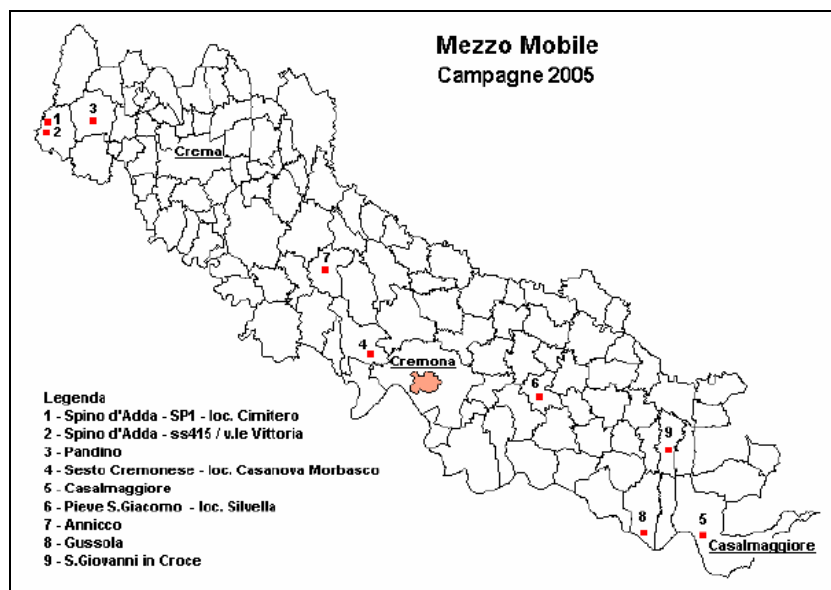 Mezzo Mobile
Campagne 2005
1
2
3
Crema
7
4
Cremona
6
9
8
5
Casalmaggiore
Legenda
1 - Spino d'Adda - SP1 - loc. Cimitero
2 - Spino d'Adda - ss415 / v.le Vittoria
3 - Pandino
4 - Sesto Cremonese - loc. Casanova Morbasco
5 - Casalmaggiore
6 - Pieve S.Giacomo - loc. Silvella
7 - Annicco
8 - Gussola
9 - S.Giovanni in Croce